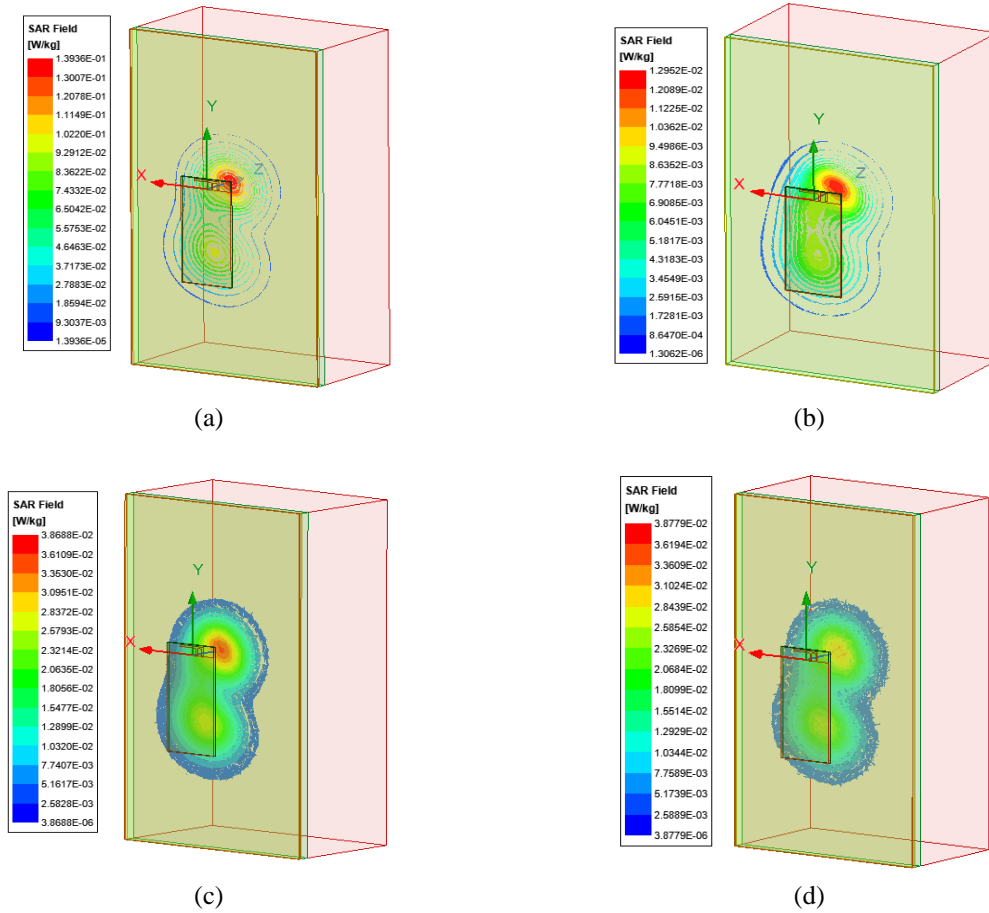 SAR Field
[W/kg]
1.3936E-01
1.3007E-01
1.2078E-01
1.1149E-01
1.0220E-01
9.2912E-02
8.3622E-02
7.4332E-02
6.5042E-02
5.5753E-02
4.6463E-02
3.7173E-02
2.7883E-02
1.8594E-02
9.3037E-03
1.3936E-05
Y
X
Z
(a)
SAR Field
[W/kg]
1.2952E-02
1.2089E-02
1.1225E-02
1.0362E-02
9.4986E-03
8.6352E-03
7.7718E-03
6.9085E-03
6.0451E-03
5.1817E-03
4.3183E-03
3.4549E-03
2.5915E-03
1.7281E-03
8.6470E-04
1.3062E-06
Y
X
Z
(b)
SAR Field
[W/kg]
3.8688E-02
3.6109E-02
3.3530E-02
3.0951E-02
2.8372E-02
2.5793E-02
2.3214E-02
2.0635E-02
1.8056E-02
1.5477E-02
1.2899E-02
1.0320E-02
7.7407E-03
5.1617E-03
2.5828E-03
3.8688E-06
Y
X
(c)
SAR Field
[W/kg]
3.8779E-02
3.6194E-02
3.3609E-02
3.1024E-02
2.8439E-02
2.5854E-02
2.3269E-02
2.0684E-02
1.8099E-02
1.5514E-02
1.2929E-02
1.0344E-02
7.7589E-03
5.1739E-03
2.5889E-03
3.8779E-06
Y
X
(d)